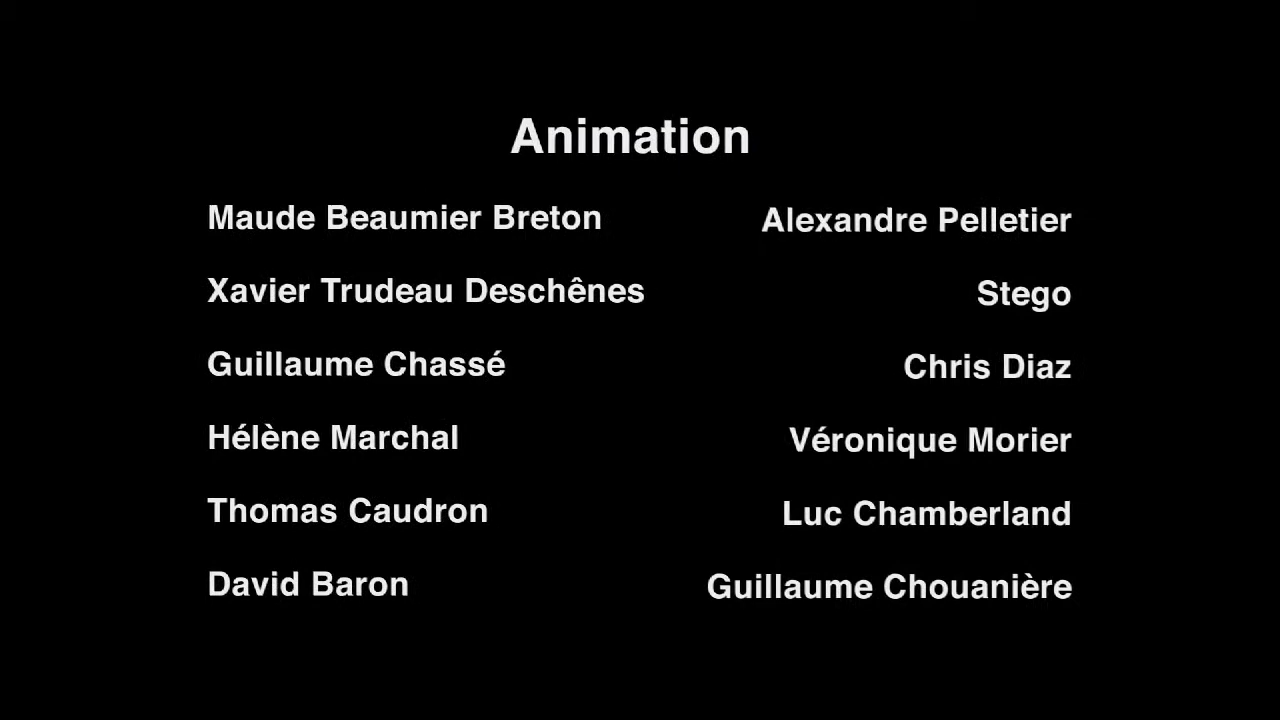 Animation
Maude Beaumier Breton
Alexandre Pelletier
Xavier Trudeau Deschênes
Stego
Guillaume Chassé
Chris Diaz
Hélène Marchal
Véronique Morier
Thomas Caudron
Luc Chamberland
David Baron
Guillaume Chouanière